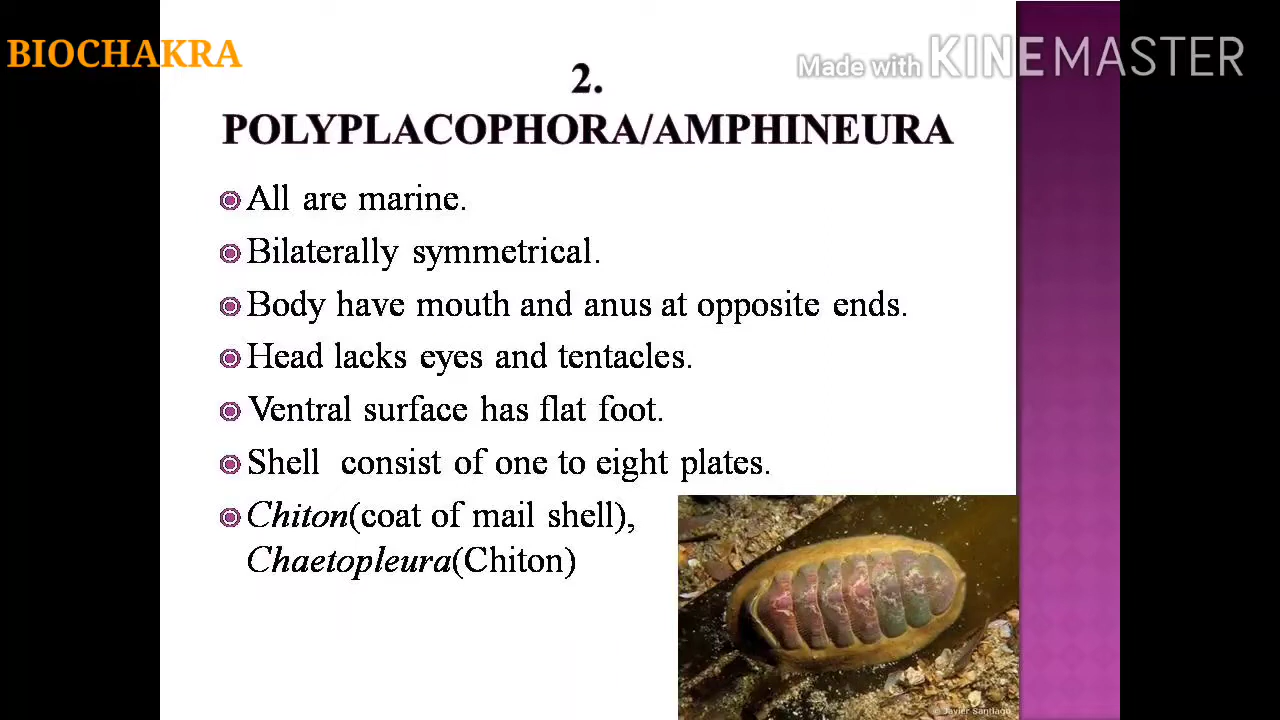 BIOCHAKRA
Made with KINEMASTER
2.
POLYPLACOPHORA/AMPHINEURA
All are marine.
Bilaterally symmetrical.
Body have mouth and anus at opposite ends.
Head lacks eyes and tentacles.
Ventral surface has flat foot.
Shell consist of one to eight plates.
Chiton(coat of mail shell),
Chaetopleura(Chiton)
© Javier Santiago